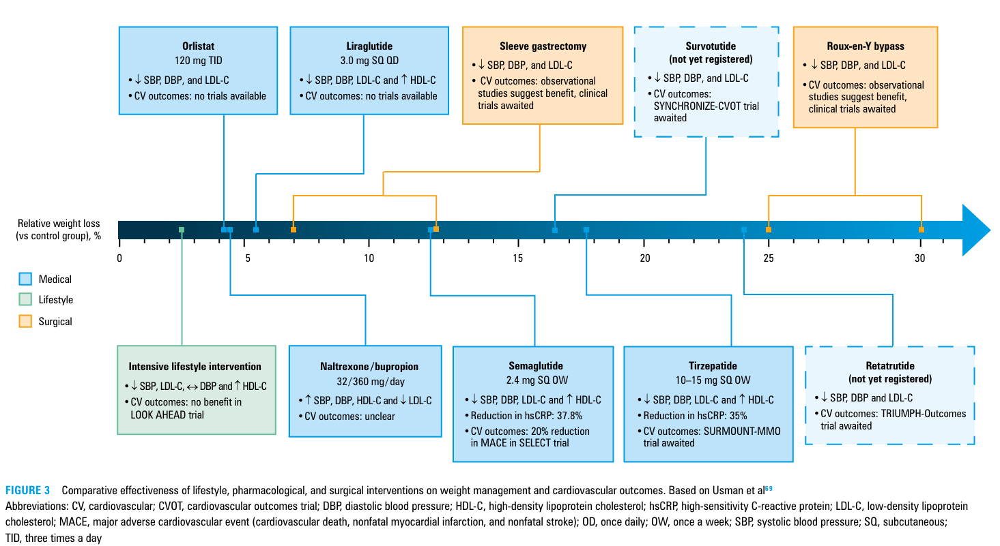 Orlistat
120 mg TID
• ↓ SBP, DBP, and LDL-C
• CV outcomes: no trials available
Liraglutide
3.0 mg SQ QD
• ↓ SBP, DBP, LDL-C and ↑ HDL-C
• CV outcomes: no trials available
Sleeve gastrectomy
• ↓ SBP, DBP, and LDL-C
• CV outcomes: observational
studies suggest benefit, clinical
trials awaited
Survotutide
(not yet registered)
• ↓ SBP, DBP, and LDL-C
• CV outcomes:
SYNCHRONIZE-CVOT trial
awaited
Roux-en-Y bypass
• ↓ SBP, DBP, and LDL-C
• CV outcomes: observational
studies suggest benefit,
clinical trials awaited
Relative weight loss
(vs control group), %
0 5 10 15 20 25 30
Medical
Lifestyle
Surgical
Intensive lifestyle intervention
• ↓ SBP, LDL-C, ↔ DBP and ↑ HDL-C
• CV outcomes: no benefit in
LOOK AHEAD trial
Naltrexone/bupropion
32/360 mg/day
• ↑ SBP, DBP, HDL-C and ↓ LDL-C
• CV outcomes: unclear
Semaglutide
2.4 mg SQ OW
• ↓ SBP, DBP, LDL-C and ↑ HDL-C
• Reduction in hsCRP: 37.8%
• CV outcomes: 20% reduction
in MACE in SELECT trial
Tirzepatide
10–15 mg SQ OW
• ↓ SBP, DBP, LDL-C and ↑ HDL-C
• Reduction in hsCRP: 35%
• CV outcomes: SURMOUNT-MMO
trial awaited
Retatrutide
(not yet registered)
• ↓ SBP, DBP and LDL-C
• CV outcomes: TRIUMPH-Outcomes
trial awaited
FIGURE 3 Comparative effectiveness of lifestyle, pharmacological, and surgical interventions on weight management and cardiovascular outcomes. Based on Usman et al69
Abbreviations: CV, cardiovascular; CVOT, cardiovascular outcomes trial; DBP, diastolic blood pressure; HDL-C, high-density lipoprotein cholesterol; hsCRP, high-sensitivity C-reactive protein; LDL-C, low-density lipoprotein
cholesterol; MACE, major adverse cardiovascular event (cardiovascular death, nonfatal myocardial infarction, and nonfatal stroke); OD, once daily; OW, once a week; SBP, systolic blood pressure; SQ, subcutaneous;
TID, three times a day